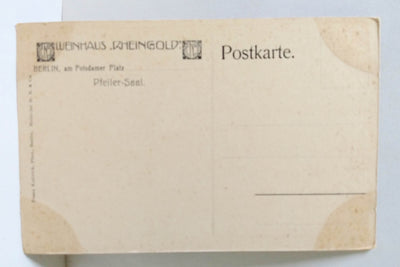 WEINHAUS „RHEINGOLD“
BERLIN, am Potsdamer Platz
Pfeiler-Saal.
Postkarte.